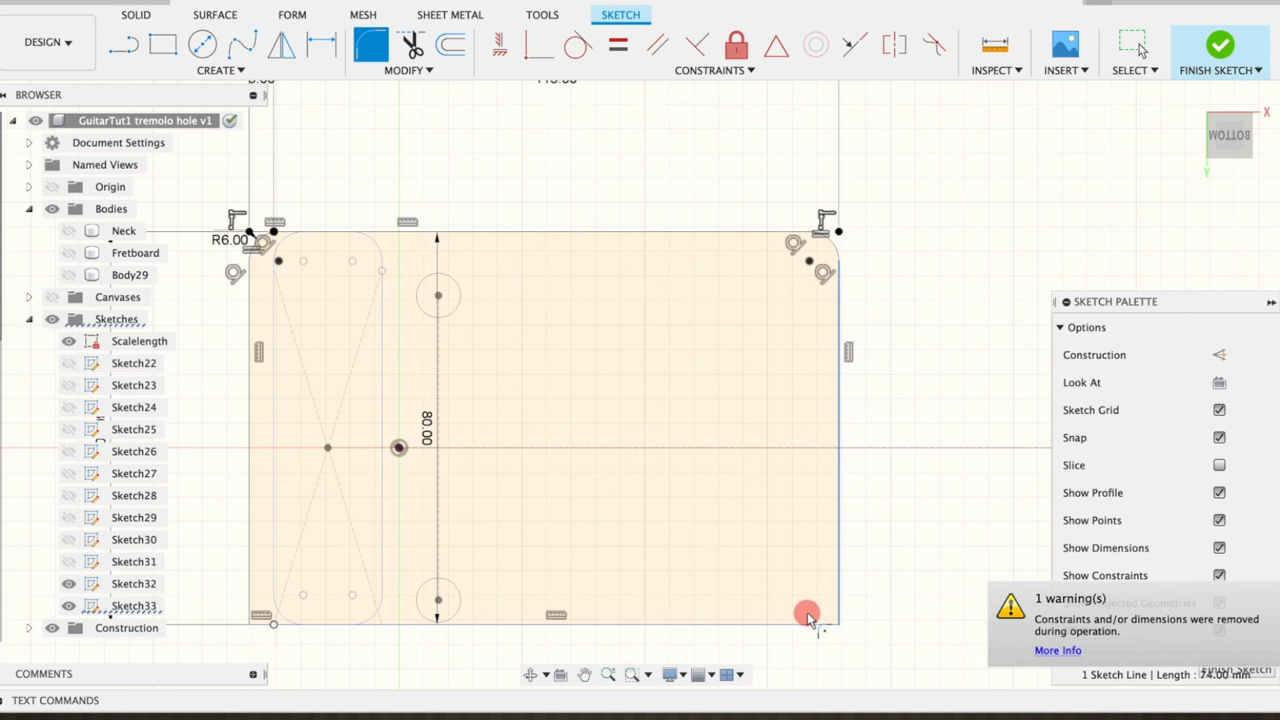 SOLID SURFACE FORM MESH SHEET METAL TOOLS SKETCH
DESIGN
CREATE MODIFY CONSTRAINTS INSPECT INSERT SELECT FINISH SKETCH
BROWSER
GuitarTut1 tremolo hole v1
Document Settings
Named Views
Origin
Bodies
Neck
Fretboard
Body29
Canvases
Sketches
Scalelength
Sketch22
Sketch23
Sketch24
Sketch25
Sketch26
Sketch27
Sketch28
Sketch29
Sketch30
Sketch31
Sketch32
Sketch33
Construction
COMMENTS
TEXT COMMANDS
R6.00
80.00
X
BOTTOM
Y
SKETCH PALETTE
Options
Construction
Look At
Sketch Grid
Snap
Slice
Show Profile
Show Points
Show Dimensions
Show Constraints
1 warning(s)
Constraints and/or dimensions were removed
during operation.
More Info
1 Sketch Line | Length : 74.00 mm